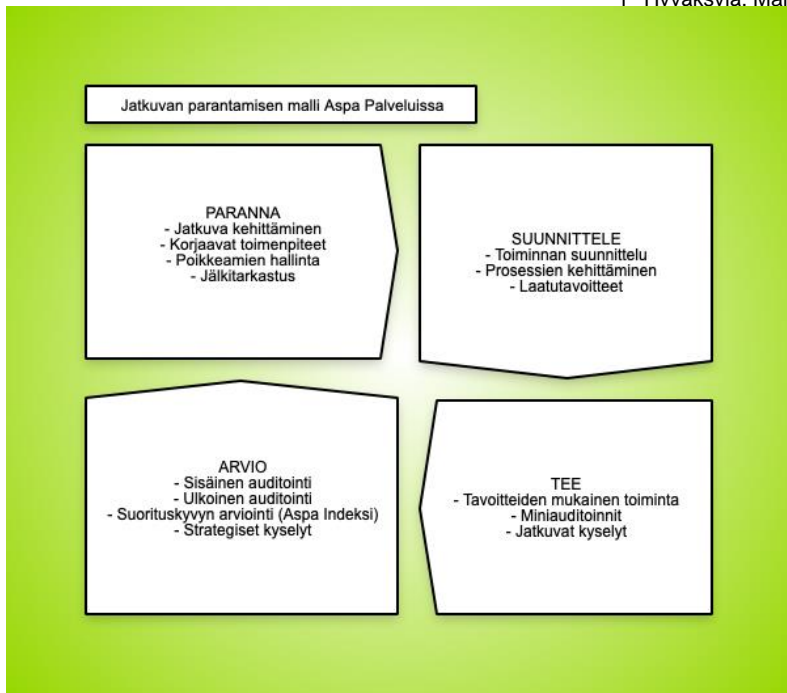 Jatkuvan parantamisen malli Aspa Palveluissa
PARANNA
- Jatkuva kehittäminen
- Korjaavat toimenpiteet
- Poikkeamien hallinta
- Jälkitarkastus
SUUNNITTELE
- Toiminnan suunnittelu
- Prosessien kehittäminen
- Laatutavoitteet
ARVIO
- Sisäinen auditointi
- Ulkoinen auditointi
- Suorituskyvyn arviointi (Aspa Indeksi)
- Strategiset kyselyt
TEE
- Tavoitteiden mukainen toiminta
- Miniauditoinnit
- Jatkuvat kyselyt